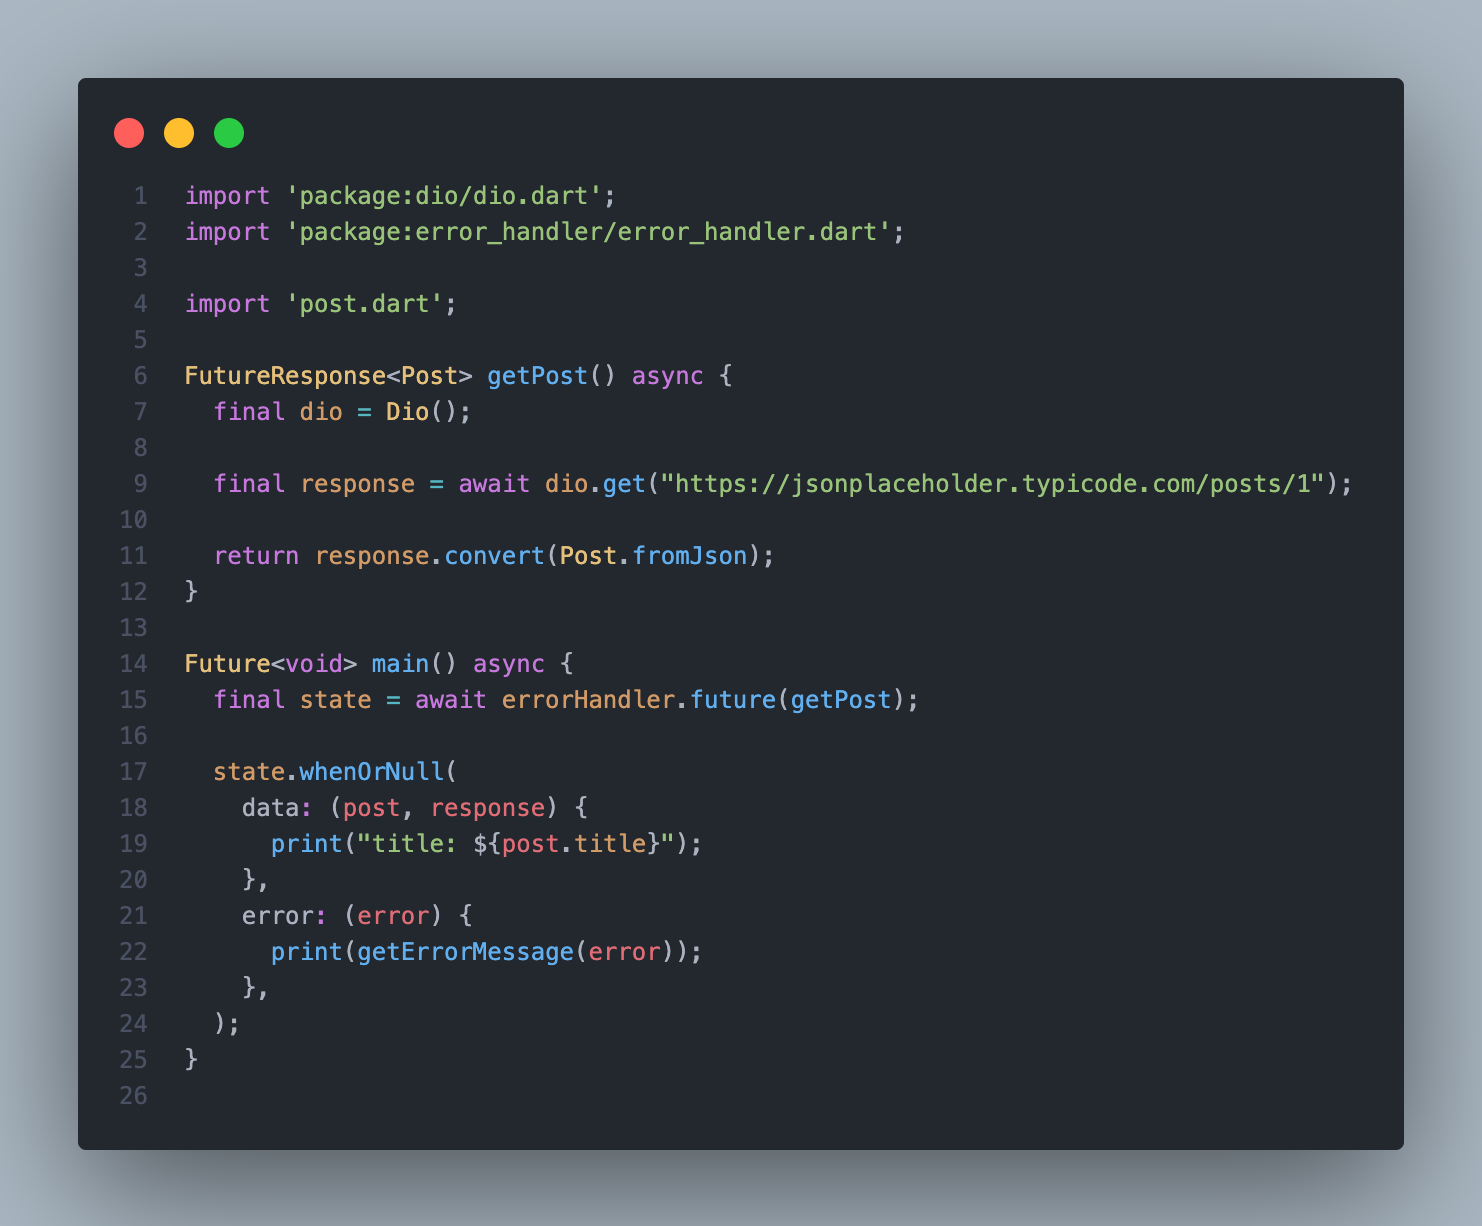 1 import 'package:dio/dio.dart';
2 import 'package:error_handler/error_handler.dart';
3
4 import 'post.dart';
5
6 FutureResponse<Post> getPost() async {
7   final dio = Dio();
8
9   final response = await dio.get("https://jsonplaceholder.typicode.com/posts/1");
10
11   return response.convert(Post.fromJson);
12 }
13
14 Future<void> main() async {
15   final state = await errorHandler.future(getPost);
16
17   state.whenOrNull(
18     data: (post, response) {
19       print("title: ${post.title}");
20     },
21     error: (error) {
22       print(getErrorMessage(error));
23     },
24   );
25 }
26